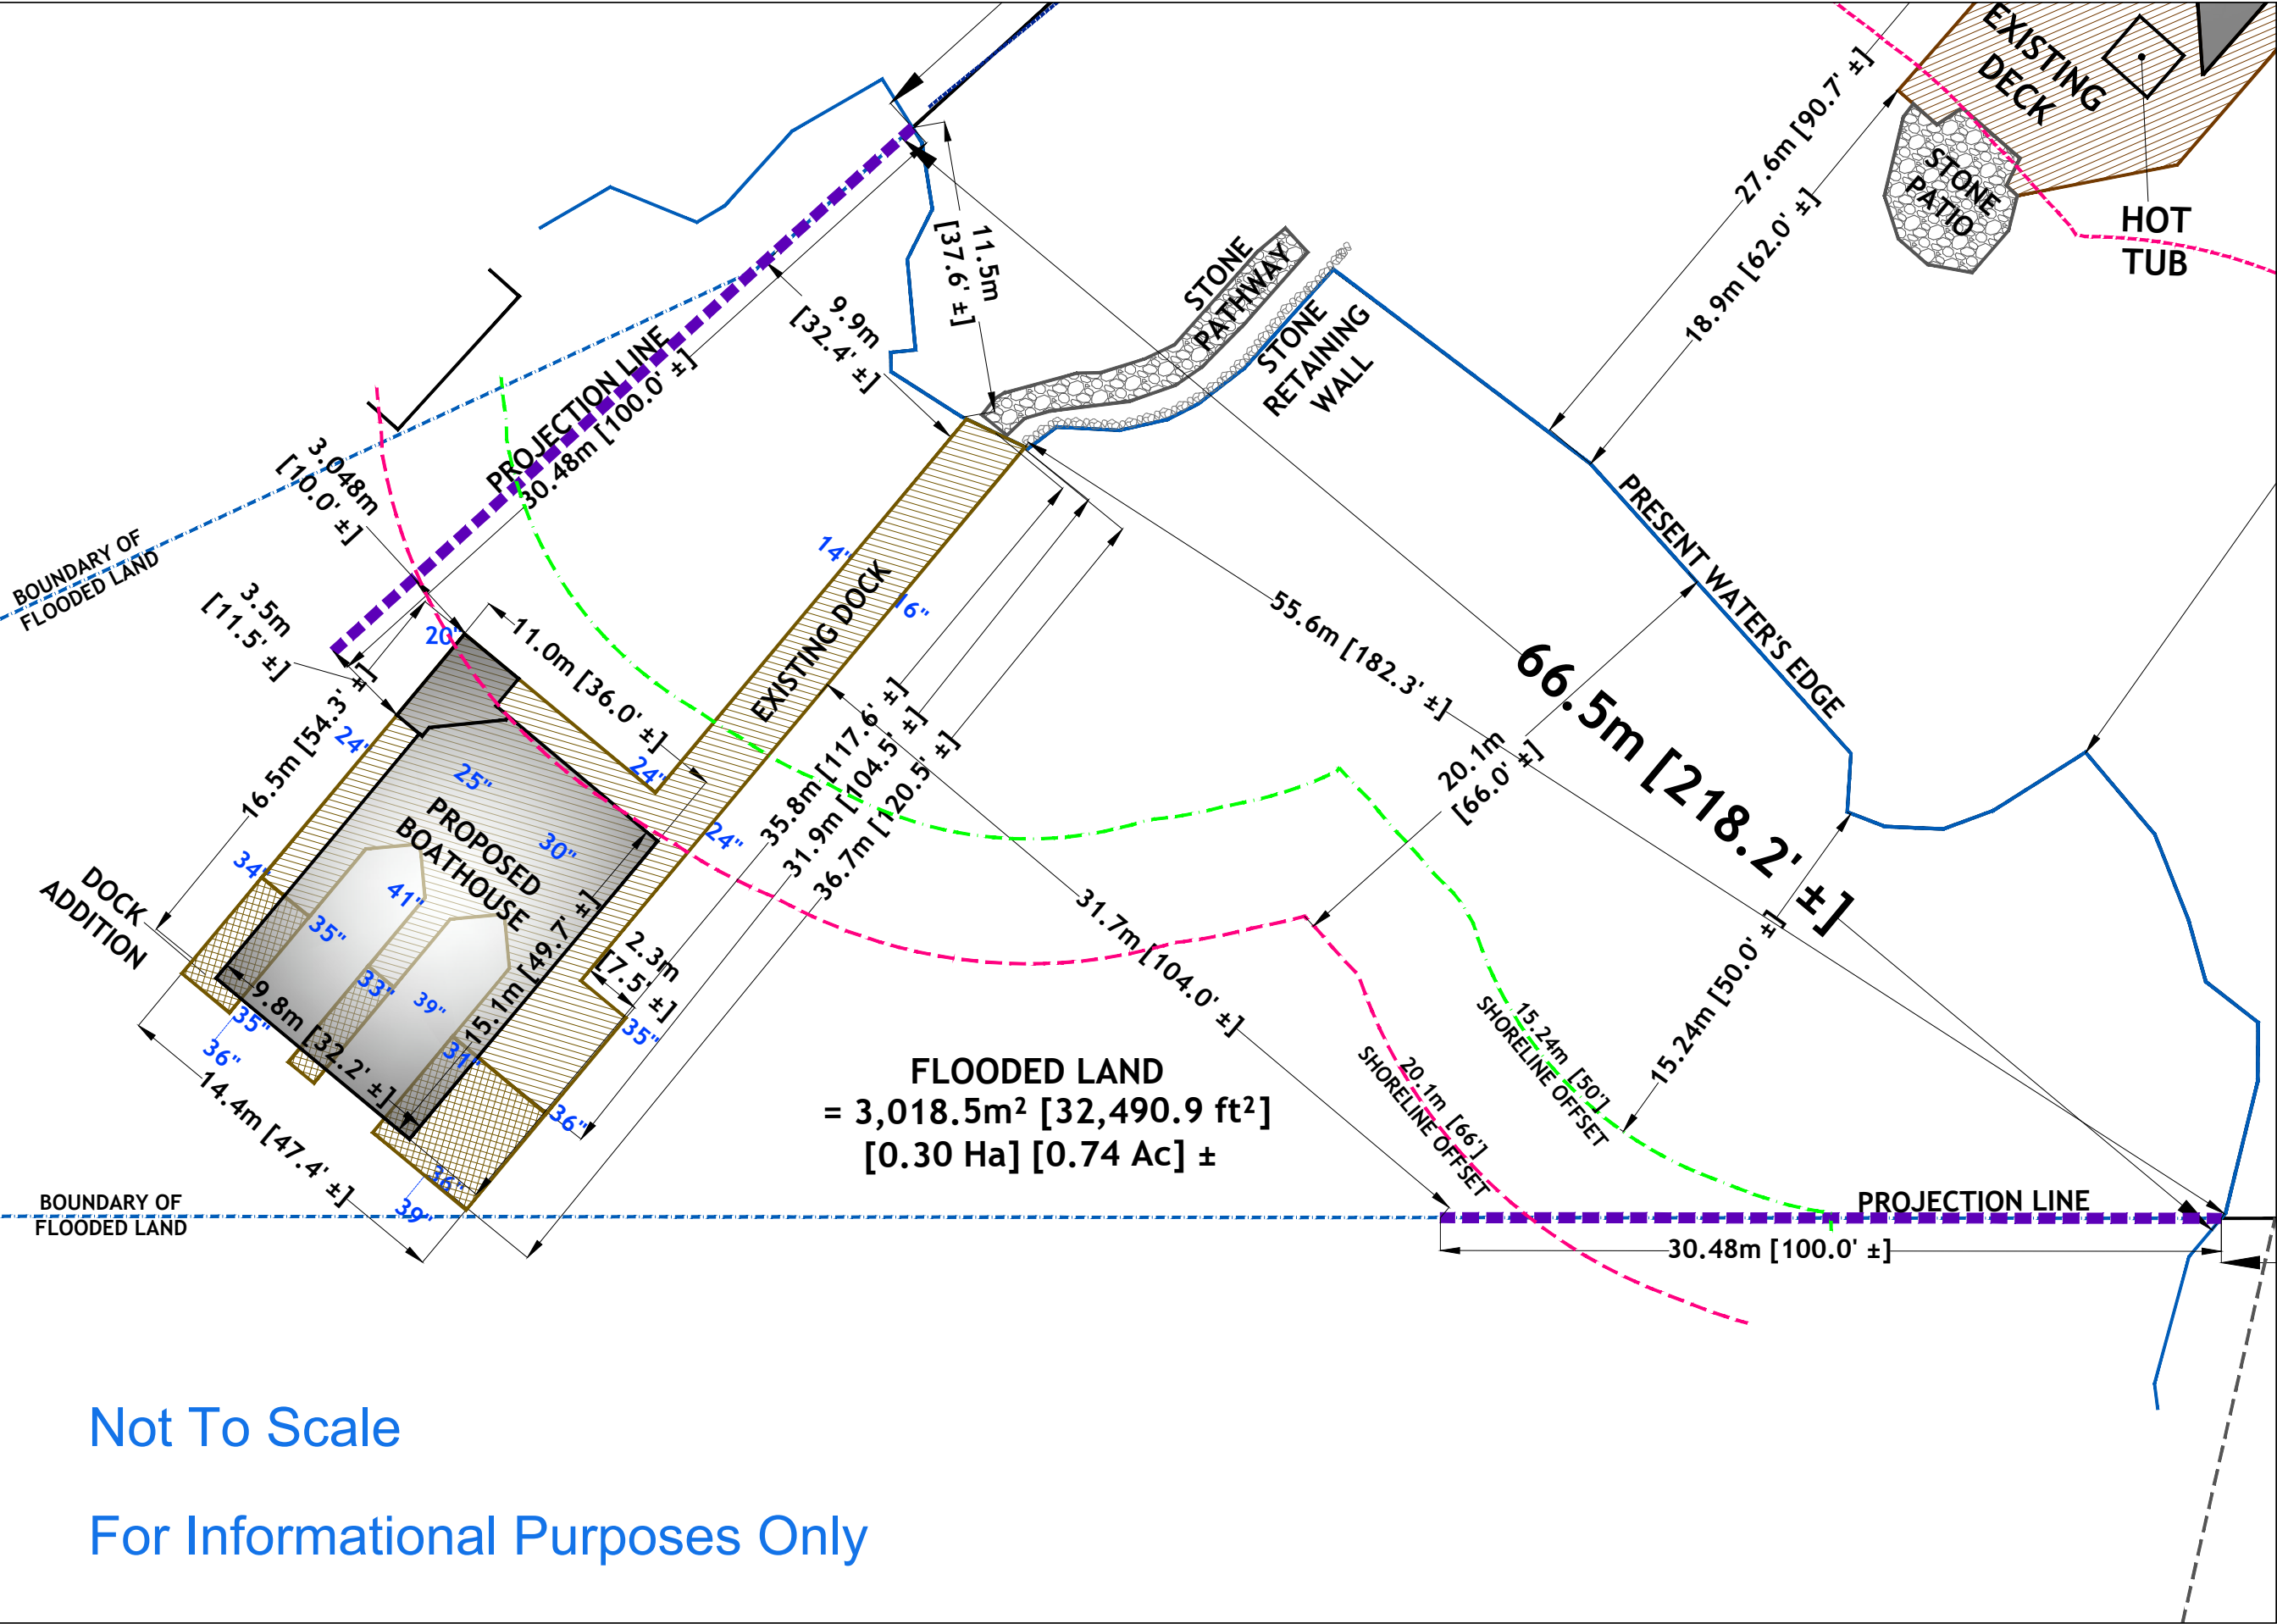 EXISTING
DECK
27.6m [90.7' ±]
18.9m [62.0' ±]
STONE
PATIO
HOT
TUB
11.5m
[37.6' ±]
9.9m
[32.4' ±]
STONE
PATHWAY
STONE
RETAINING
WALL
PROJECTION LINE
30.48m [100.0' ±]
3.048m
[10.0' ±]
BOUNDARY OF
FLOODED LAND
3.5m
[11.5' ±]
20"
11.0m [36.0' ±]
14"
16"
EXISTING DOCK
PRESENT WATER'S EDGE
55.6m [182.3' ±]
66.5m [218.2' ±]
20.1m
[66.0' ±]
16.5m [54.3' ±]
24"
24"
24"
25"
30"
PROPOSED
BOATHOUSE
35.8m [117.6' ±]
31.9m [104.5' ±]
36.7m [120.5' ±]
34"
41"
35"
33"
39"
31"
DOCK
ADDITION
31.7m [104.0' ±]
2.3m
[7.5' ±]
35"
15.1m [49.7' ±]
9.8m [32.2' ±]
35"
36"
14.4m [47.4' ±]
36"
36"
39"
15.24m [50.0' ±]
15.24m [50']
SHORELINE OFFSET
20.1m [66']
SHORELINE OFFSET
FLOODED LAND
= 3,018.5m² [32,490.9 ft²]
[0.30 Ha] [0.74 Ac] ±
BOUNDARY OF
FLOODED LAND
PROJECTION LINE
30.48m [100.0' ±]
Not To Scale
For Informational Purposes Only